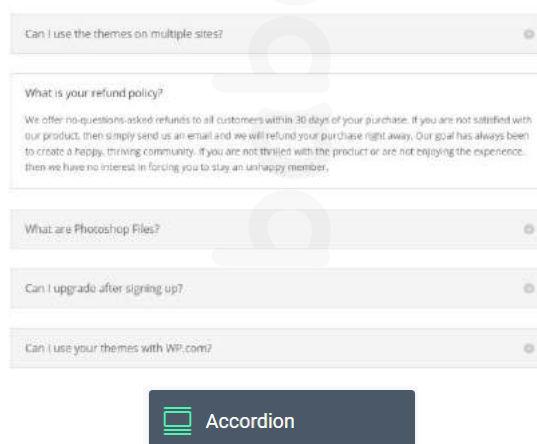 Can I use the themes on multiple sites?
What is your refund policy?
We offer no-questions-asked refunds to all customers within 30 days of your purchase. If you are not satisfied with
our product, then simply send us an email and we will refund your purchase right away. Our goal has always been
to create a happy, thriving community. If you are not thrilled with the product or are not enjoying the experience,
then we have no interest in forcing you to stay an unhappy member.
What are Photoshop Files?
Can I upgrade after signing up?
Can I use your themes with WP.com?
Accordion